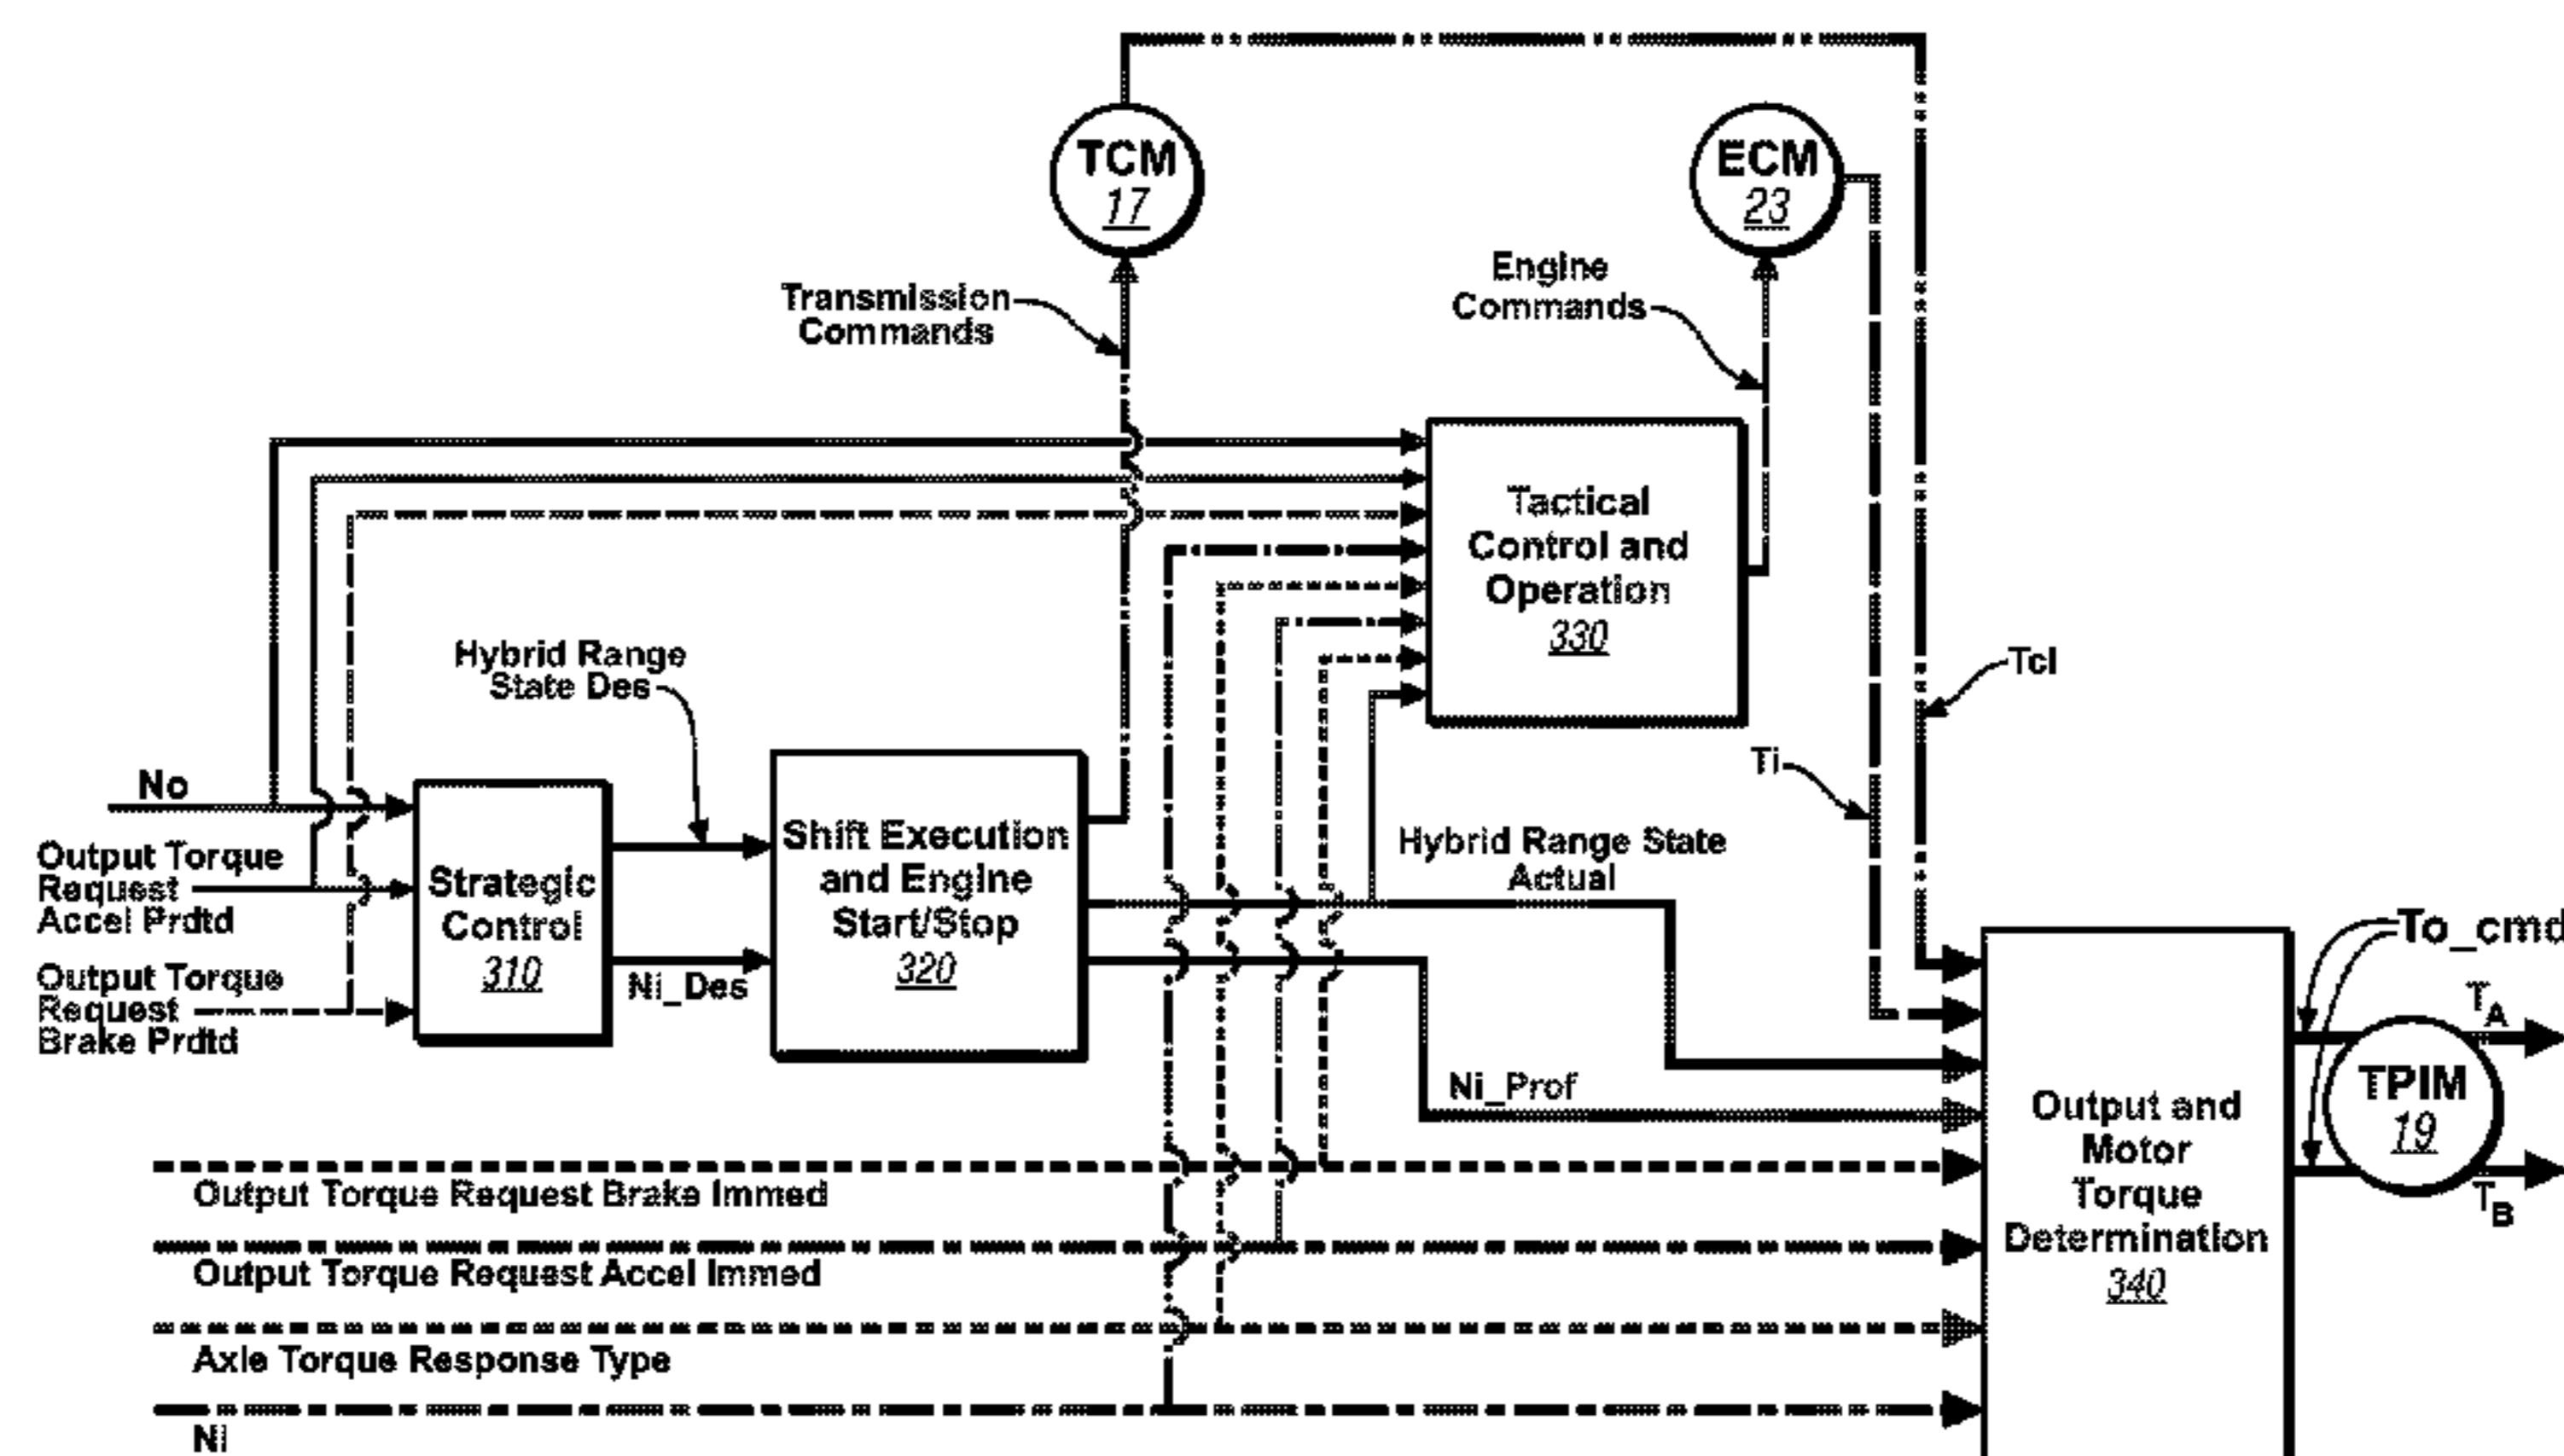 TCM
17
ECM
23
Transmission
Commands
Engine
Commands
Tactical
Control and
Operation
330
Hybrid Range
State Des
Tcl
Ti
No
Output Torque
Request
Accel Prdtd
Strategic
Control
310
Shift Execution
and Engine
Start/Stop
320
Hybrid Range State
Actual
Output Torque
Request
Brake Prdtd
Ni_Des
Ni_Prof
To_cmd
TA
TPIM
19
TB
Output and
Motor
Torque
Determination
340
Output Torque Request Brake Immed
Output Torque Request Accel Immed
Axle Torque Response Type
Ni